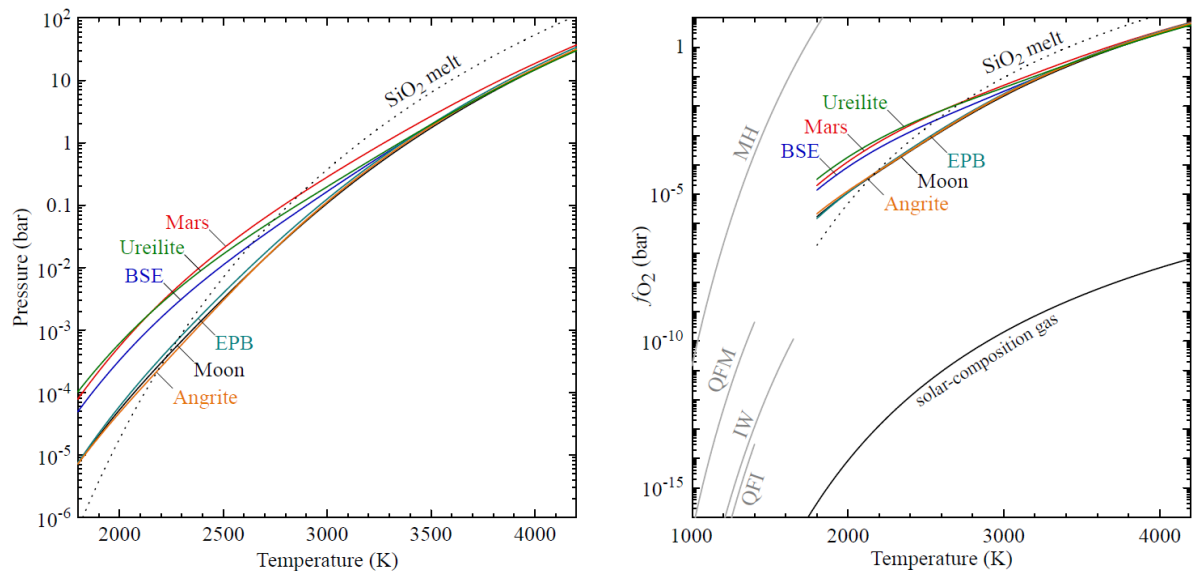 10²
10
1
0.1
10⁻²
10⁻³
10⁻⁴
10⁻⁵
10⁻⁶
Pressure (bar)
SiO₂ melt
Mars
Ureilite
BSE
EPB
Moon
Angrite
2000
2500
3000
3500
4000
Temperature (K)
1
10⁻⁵
10⁻¹⁰
10⁻¹⁵
fO₂ (bar)
MH
QFM
IW
QFI
SiO₂ melt
Ureilite
Mars
BSE
EPB
Moon
Angrite
solar-composition gas
1000
2000
3000
4000
Temperature (K)